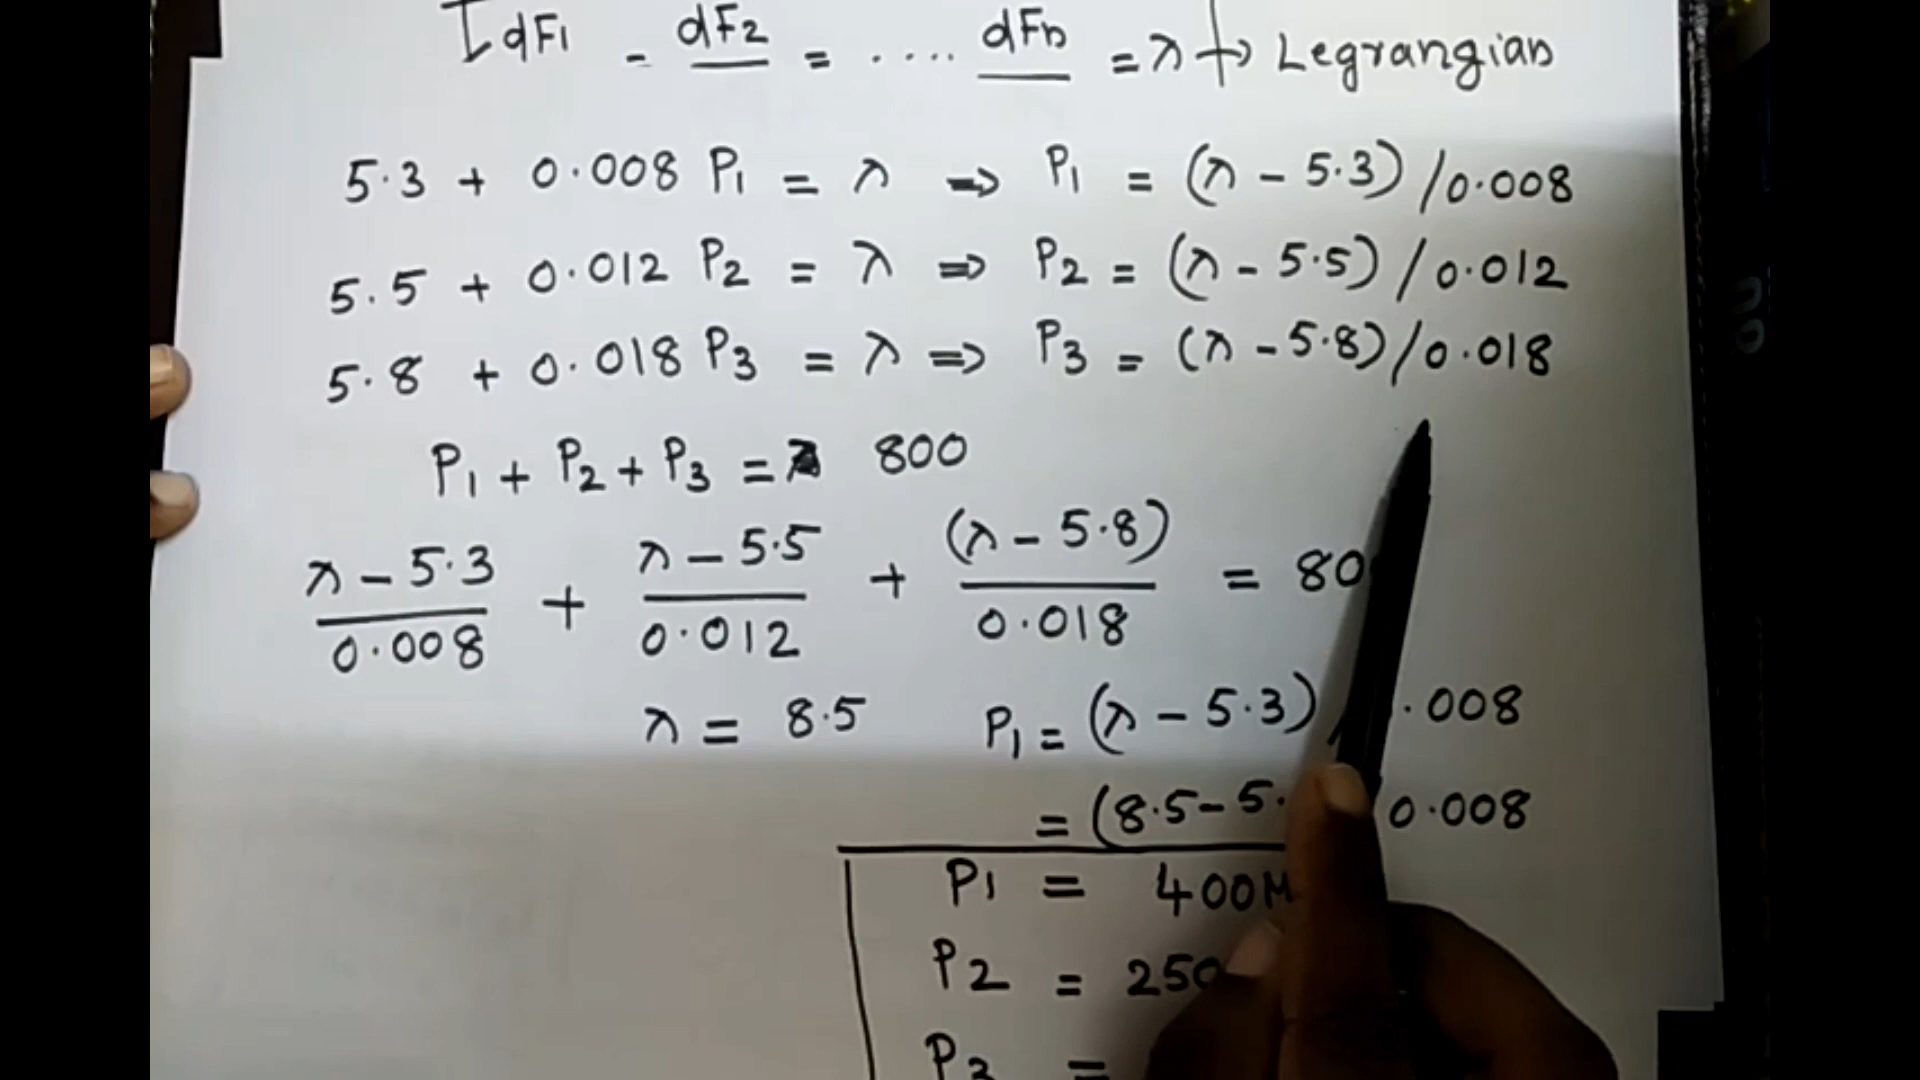 dF1 - dF2 = .... dFn = λ → Legrangian
5.3 + 0.008 P1 = λ ⇒ P1 = (λ - 5.3) / 0.008
5.5 + 0.012 P2 = λ ⇒ P2 = (λ - 5.5) / 0.012
5.8 + 0.018 P3 = λ ⇒ P3 = (λ - 5.8) / 0.018
P1 + P2 + P3 = 800
λ - 5.3 / 0.008 + λ - 5.5 / 0.012 + (λ - 5.8) / 0.018 = 80
λ = 8.5 P1 = (λ - 5.3) .008
= (8.5 - 5. 0.008
P1 = 400M
P2 = 250
P3 =